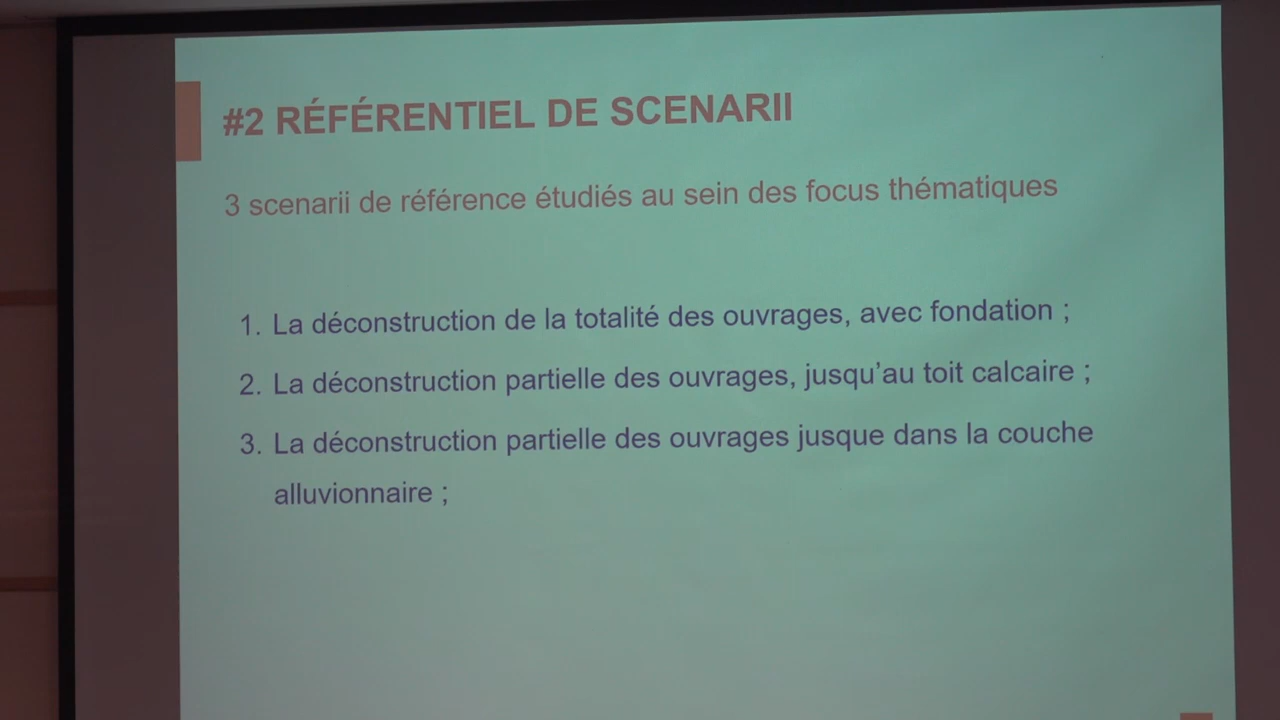 #2 RÉFÉRENTIEL DE SCENARII
3 scenarii de référence étudiés au sein des focus thématiques
1. La déconstruction de la totalité des ouvrages, avec fondation ;
2. La déconstruction partielle des ouvrages, jusqu’au toit calcaire ;
3. La déconstruction partielle des ouvrages jusque dans la couche
alluvionnaire ;